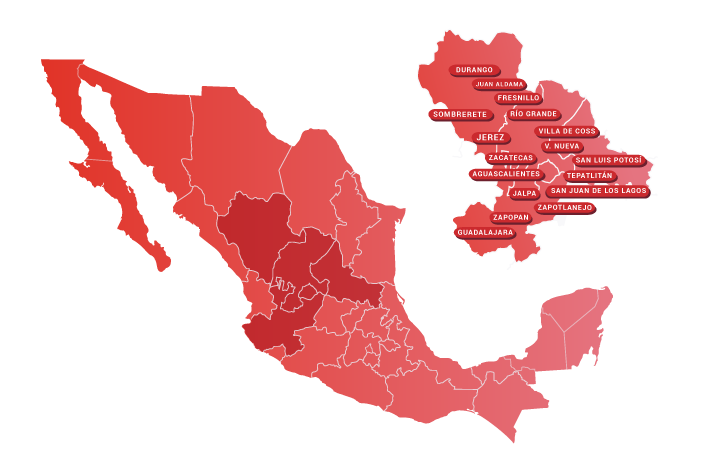 DURANGO
JUAN ALDAMA
FRESNILLO
SOMBRERETE
RÍO GRANDE
VILLA DE COSS
JEREZ
V. NUEVA
ZACATECAS
SAN LUIS POTOSÍ
AGUASCALIENTES
TEPATLITÁN
JALPA
SAN JUAN DE LOS LAGOS
ZAPOTLANEJO
ZAPOPAN
GUADALAJARA